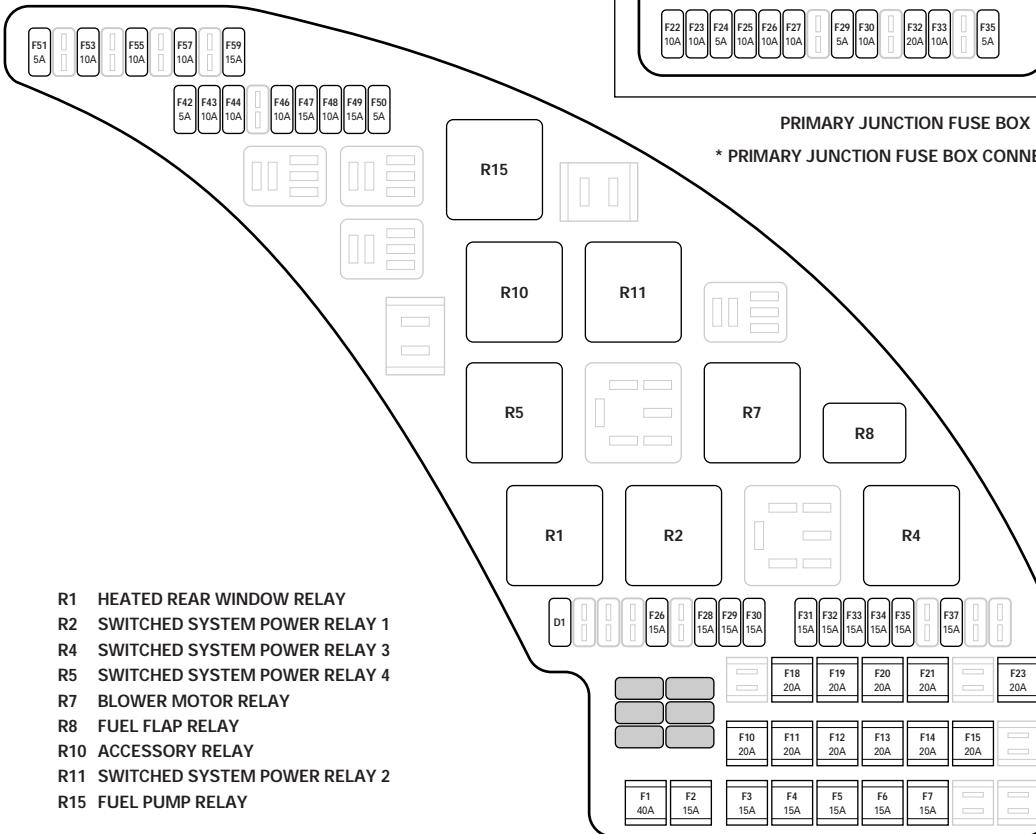 F22 F23 F24 F25 F26 F27 F29 F30 F32 F33 F35
10A 10A 5A 10A 10A 10A 5A 10A 20A 10A 5A
F51 F53 F55 F57 F59
5A 10A 10A 10A 15A
F42 F43 F44 F46 F47 F48 F49 F50
5A 10A 10A 10A 15A 10A 15A 5A
PRIMARY JUNCTION FUSE BOX
* PRIMARY JUNCTION FUSE BOX CONNE
R15
R10 R11
R5 R7 R8
R1 R2 R4
R1 HEATED REAR WINDOW RELAY
R2 SWITCHED SYSTEM POWER RELAY 1
R4 SWITCHED SYSTEM POWER RELAY 3
R5 SWITCHED SYSTEM POWER RELAY 4
R7 BLOWER MOTOR RELAY
R8 FUEL FLAP RELAY
R10 ACCESSORY RELAY
R11 SWITCHED SYSTEM POWER RELAY 2
R15 FUEL PUMP RELAY
D1 F26 F28 F29 F30 F31 F32 F33 F34 F35 F37
15A 15A 15A 15A 15A 15A 15A 15A 15A 15A
F18 F19 F20 F21 F23
20A 20A 20A 20A 20A
F10 F11 F12 F13 F14 F15
20A 20A 20A 20A 20A 20A
F1 F2 F3 F4 F5 F6 F7
40A 15A 15A 15A 15A 15A 15A